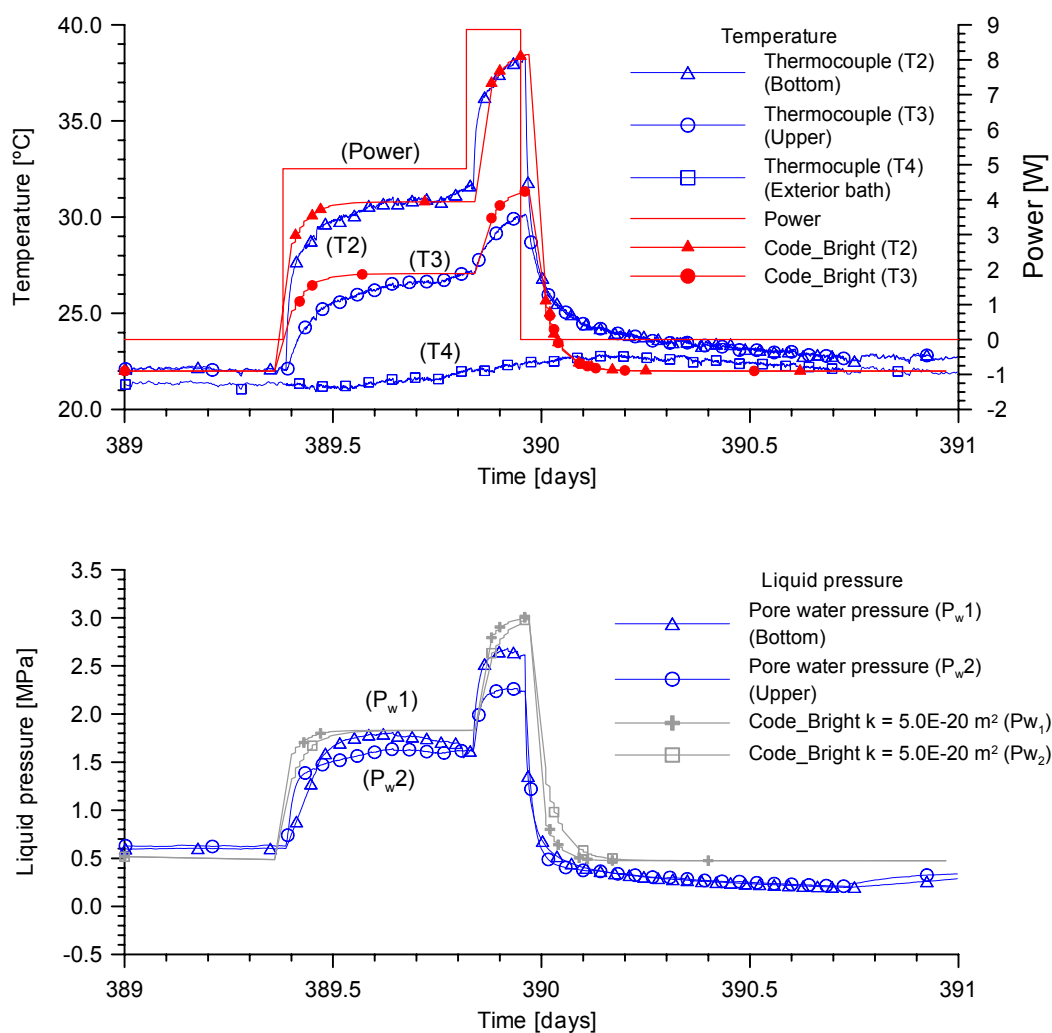 40.0
35.0
30.0
25.0
20.0
Temperature [ºC]
9
8
7
6
5
4
3
2
1
0
-1
-2
Power [W]
Temperature
Thermocouple (T2)
(Bottom)
Thermocouple (T3)
(Upper)
Thermocuple (T4)
(Exterior bath)
Power
Code_Bright (T2)
Code_Bright (T3)
(Power)
(T2)
(T3)
(T4)
389
389.5
390
390.5
391
Time [days]
3.5
3.0
2.5
2.0
1.5
1.0
0.5
0.0
-0.5
Liquid pressure [MPa]
Liquid pressure
Pore water pressure (Pw1)
(Bottom)
Pore water pressure (Pw2)
(Upper)
Code_Bright k = 5.0E-20 m² (Pw1)
Code_Bright k = 5.0E-20 m² (Pw2)
(Pw1)
(Pw2)
389
389.5
390
390.5
391
Time [days]